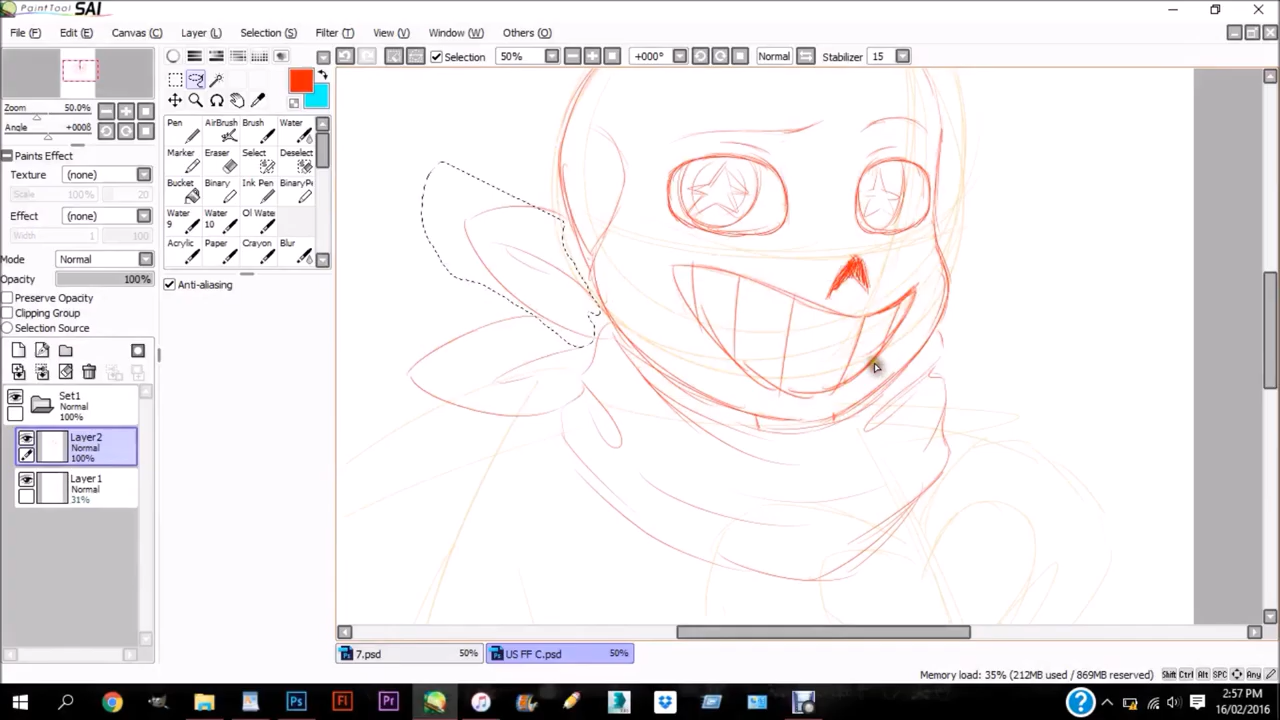 PaintTool SAI
File (F) Edit (E) Canvas (C) Layer (L) Selection (S) Filter (T) View (V) Window (W) Others (O)
Selection 50% +000° Normal Stabilizer 15
Zoom 50.0%
Angle
Paints Effect
Texture (none)
Scale 100% 20
Effect (none)
Width 1 100
Mode Normal
Opacity 100%
Preserve Opacity
Clipping Group
Selection Source
Pen AirBrush Brush Water
Marker Eraser Select Deselect
Bucket Binary Ink Pen BinaryPe
Water 9 Water 10 Ol Wate
Acrylic Paper Crayon Blur
Anti-aliasing
Set1
Normal
100%
Layer2
Normal
100%
Layer1
Normal
31%
7.psd 50% US FF C.psd 50%
Memory load: 35% (212MB used / 869MB reserved) Shift Ctrl Alt SPC Any
2:57 PM
16/02/2016